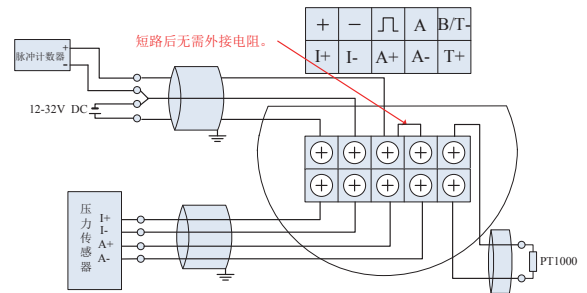 短路后无需外接电阻。
+ − ⎍ A B/T-
I+ I- A+ A- T+
脉冲计数器
+
-
12-32V DC
压力传感器
I+
I-
A+
A-
PT1000